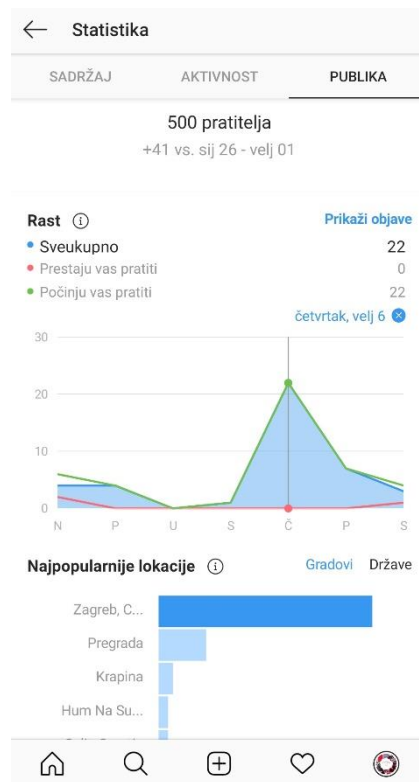 Statistika
SADRŽAJ AKTIVNOST PUBLIKA
500 pratitelja
+41 vs. sij 26 - velj 01
Rast Prikaži objave
Sveukupno 22
Prestaju vas pratiti 0
Počinju vas pratiti 22
četvrtak, velj 6
30
20
10
0
N P U S Č P S
Najpopularnije lokacije Gradovi Države
Zagreb, C...
Pregrada
Krapina
Hum Na Su...